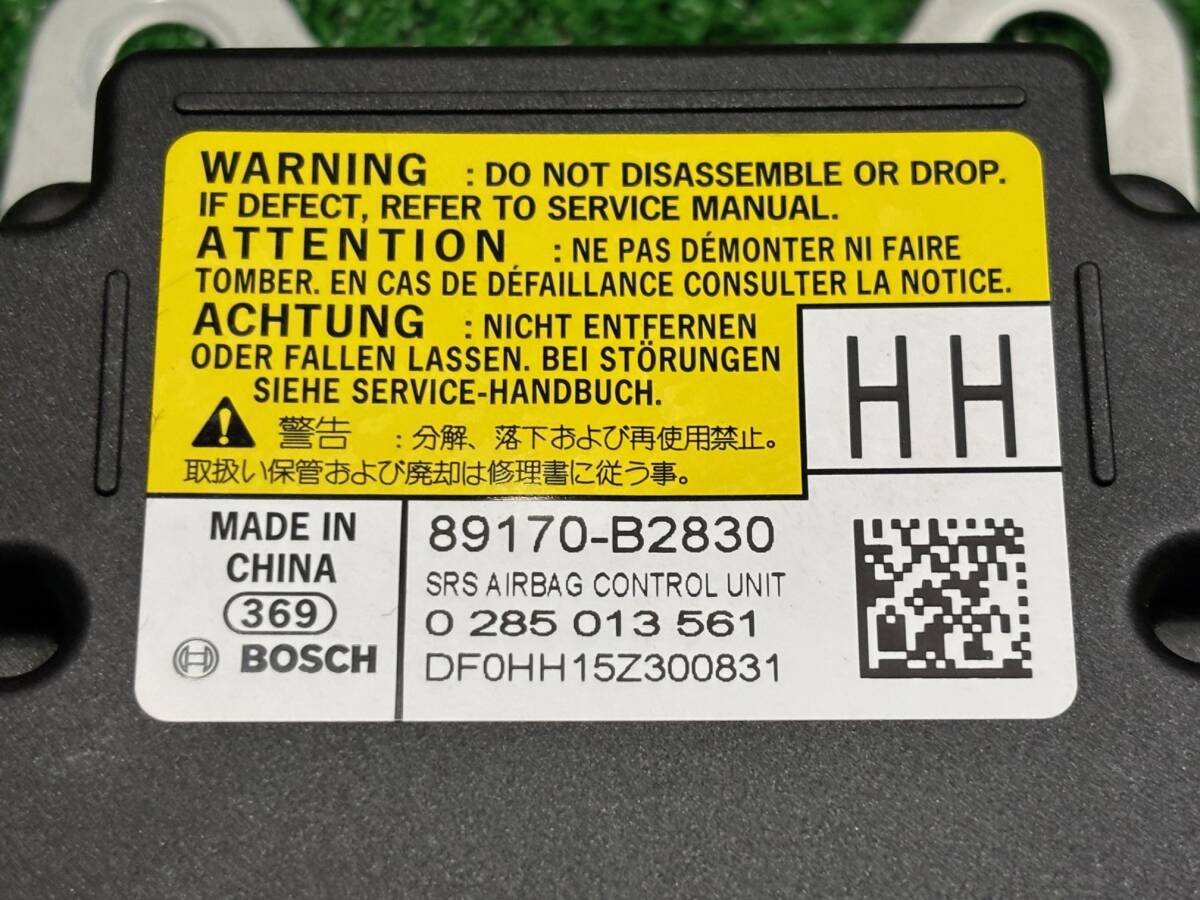 WARNING : DO NOT DISASSEMBLE OR DROP.
IF DEFECT, REFER TO SERVICE MANUAL.
ATTENTION : NE PAS DÉMONTER NI FAIRE
TOMBER. EN CAS DE DÉFAILLANCE CONSULTER LA NOTICE.
ACHTUNG : NICHT ENTFERNEN
ODER FALLEN LASSEN. BEI STÖRUNGEN
SIEHE SERVICE-HANDBUCH.
警告 : 分解、落下および再使用禁止。
取扱い保管および廃却は修理書に従う事。
HH
MADE IN
CHINA
369
BOSCH
89170-B2830
SRS AIRBAG CONTROL UNIT
0 285 013 561
DF0HH15Z300831